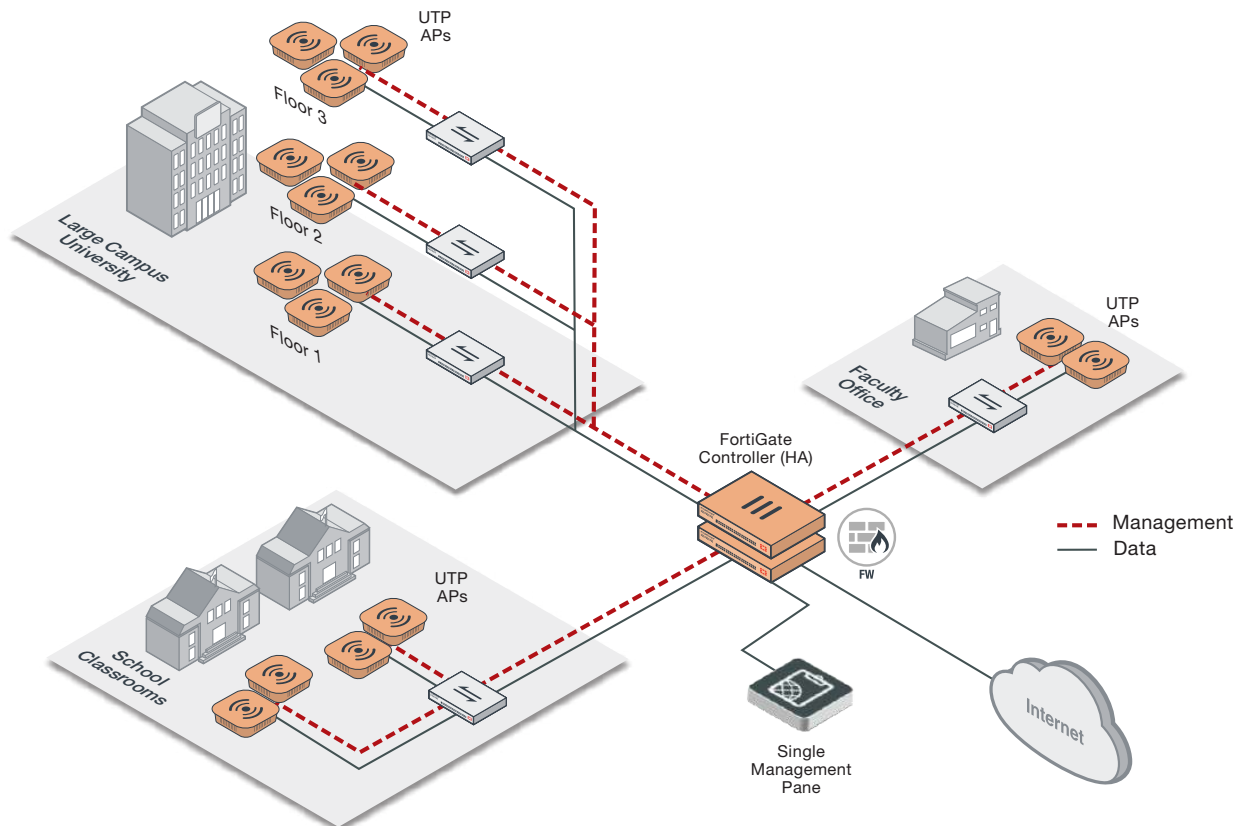 UTP
APs
Floor 3
Floor 2
Floor 1
Large Campus
University
UTP
APs
Faculty
Office
FortiGate
Controller (HA)
FW
Management
Data
UTP
APs
School
Classrooms
Single
Management
Pane
Internet